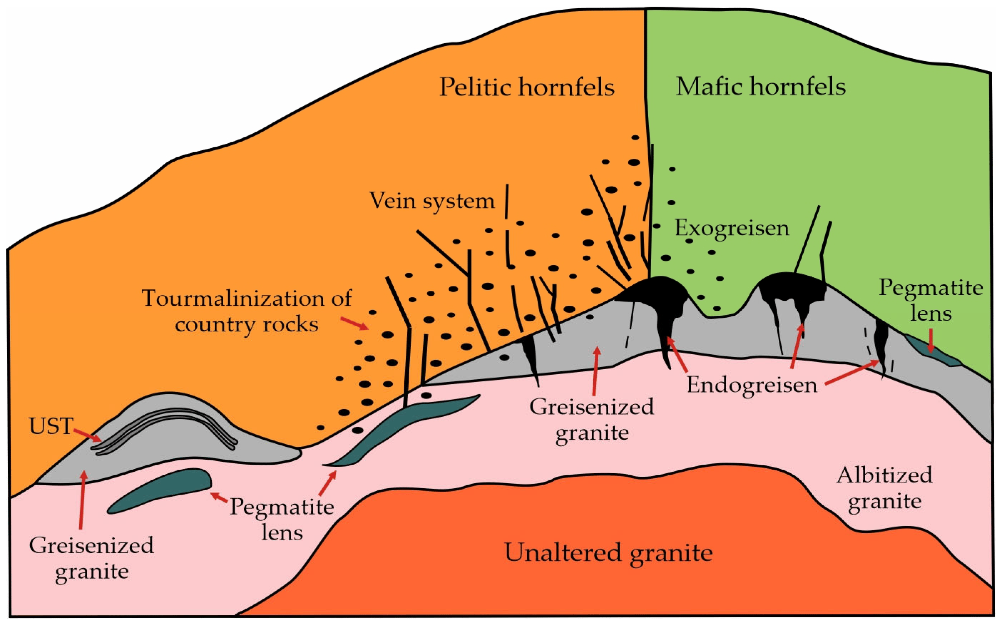 Pelitic hornfels
Mafic hornfels
Vein system
Exogreisen
Tourmalinization of
country rocks
Pegmatite
lens
UST
Endogreisen
Greisenized
granite
Albitized
granite
Pegmatite
lens
Greisenized
granite
Unaltered granite